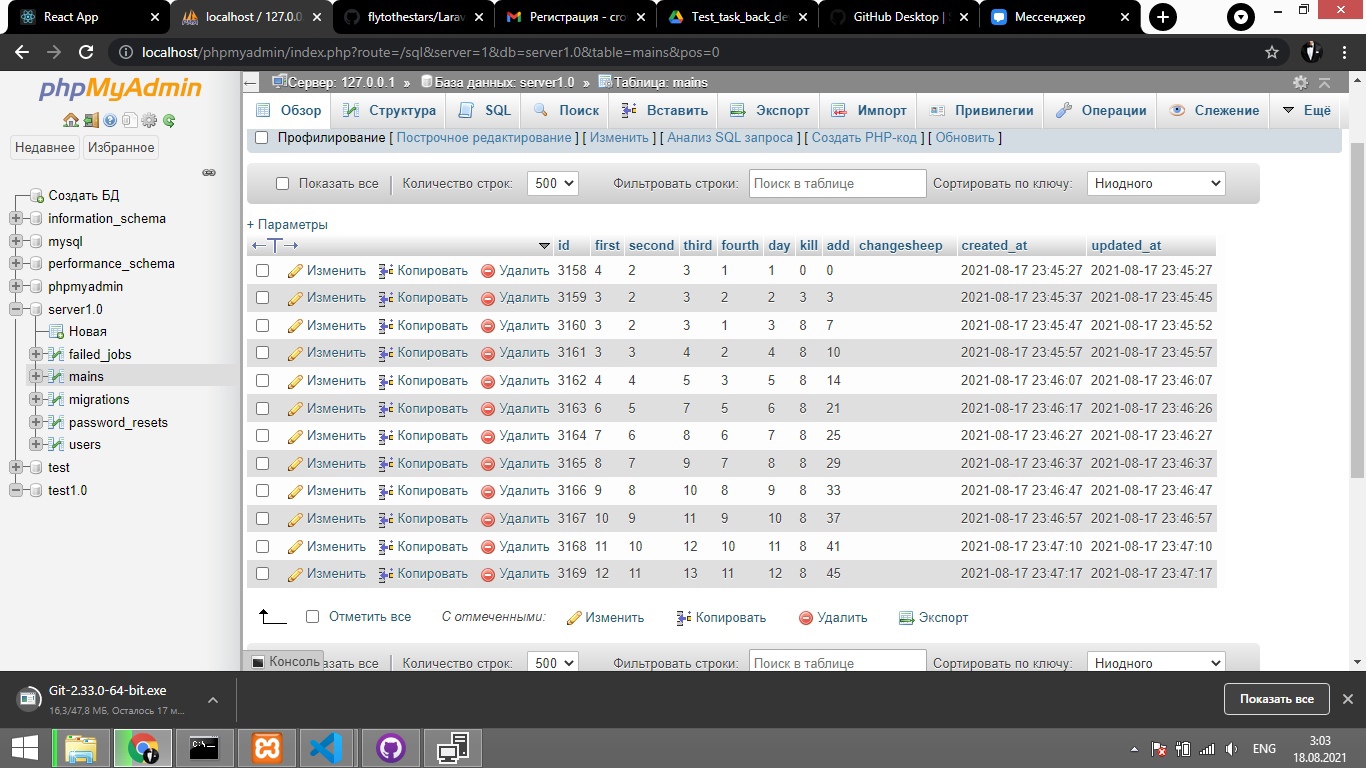 React App
localhost / 127.0.0
flytothestars/Larav
Регистрация - cro
Test_task_back_de
GitHub Desktop | S
Мессенджер
localhost/phpmyadmin/index.php?route=/sql&server=1&db=server1.0&table=mains&pos=0
phpMyAdmin
Недавнее Избранное
Создать БД
information_schema
mysql
performance_schema
phpmyadmin
server1.0
Новая
failed_jobs
mains
migrations
password_resets
users
test
test1.0
Сервер: 127.0.0.1 » База данных: server1.0 » Таблица: mains
Обзор Структура SQL Поиск Вставить Экспорт Импорт Привилегии Операции Слежение Ещё
Профилирование [ Построчное редактирование ] [ Изменить ] [ Анализ SQL запроса ] [ Создать PHP-код ] [ Обновить ]
Показать все Количество строк: 500 Фильтровать строки: Поиск в таблице Сортировать по ключу: Ниодного
+ Параметры
←T→ id first second third fourth day kill add changesheep created_at updated_at
Изменить Копировать Удалить 3158 4 2 3 1 1 0 0 2021-08-17 23:45:27 2021-08-17 23:45:27
Изменить Копировать Удалить 3159 3 2 3 2 2 3 3 2021-08-17 23:45:37 2021-08-17 23:45:45
Изменить Копировать Удалить 3160 3 2 3 1 3 8 7 2021-08-17 23:45:47 2021-08-17 23:45:52
Изменить Копировать Удалить 3161 3 3 4 2 4 8 10 2021-08-17 23:45:57 2021-08-17 23:45:57
Изменить Копировать Удалить 3162 4 4 5 3 5 8 14 2021-08-17 23:46:07 2021-08-17 23:46:07
Изменить Копировать Удалить 3163 6 5 7 5 6 8 21 2021-08-17 23:46:17 2021-08-17 23:46:26
Изменить Копировать Удалить 3164 7 6 8 6 7 8 25 2021-08-17 23:46:27 2021-08-17 23:46:27
Изменить Копировать Удалить 3165 8 7 9 7 8 8 29 2021-08-17 23:46:37 2021-08-17 23:46:37
Изменить Копировать Удалить 3166 9 8 10 8 9 8 33 2021-08-17 23:46:47 2021-08-17 23:46:47
Изменить Копировать Удалить 3167 10 9 11 9 10 8 37 2021-08-17 23:46:57 2021-08-17 23:46:57
Изменить Копировать Удалить 3168 11 10 12 10 11 8 41 2021-08-17 23:47:10 2021-08-17 23:47:10
Изменить Копировать Удалить 3169 12 11 13 11 12 8 45 2021-08-17 23:47:17 2021-08-17 23:47:17
Отметить все С отмеченными: Изменить Копировать Удалить Экспорт
Консоль
казать все Количество строк: 500 Фильтровать строки: Поиск в таблице Сортировать по ключу: Ниодного
Git-2.33.0-64-bit.exe
16,3/47,8 МБ, Осталось 17 м...
Показать все
ENG
3:03
18.08.2021